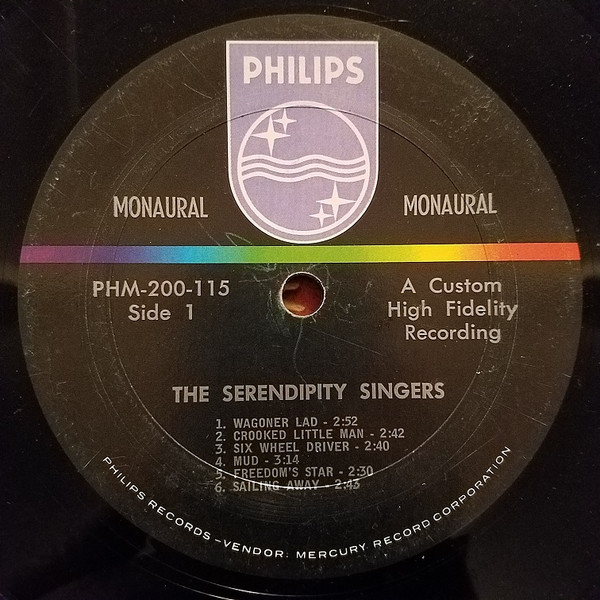 PHILIPS
MONAURAL
MONAURAL
PHM-200-115
Side 1
A Custom
High Fidelity
Recording
THE SERENDIPITY SINGERS
1. WAGONER LAD - 2:52
2. CROOKED LITTLE MAN - 2:42
3. SIX WHEEL DRIVER - 2:40
4. MUD - 3:14
5. FREEDOM'S STAR - 2:30
6. SAILING AWAY - 2:43
PHILIPS RECORDS - VENDOR: MERCURY RECORD CORPORATION